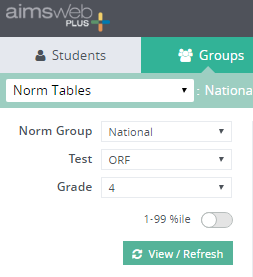 aimsweb
PLUS
Students Groups
Norm Tables : Nationa
Norm Group National
Test ORF
Grade 4
1-99 %ile
View / Refresh